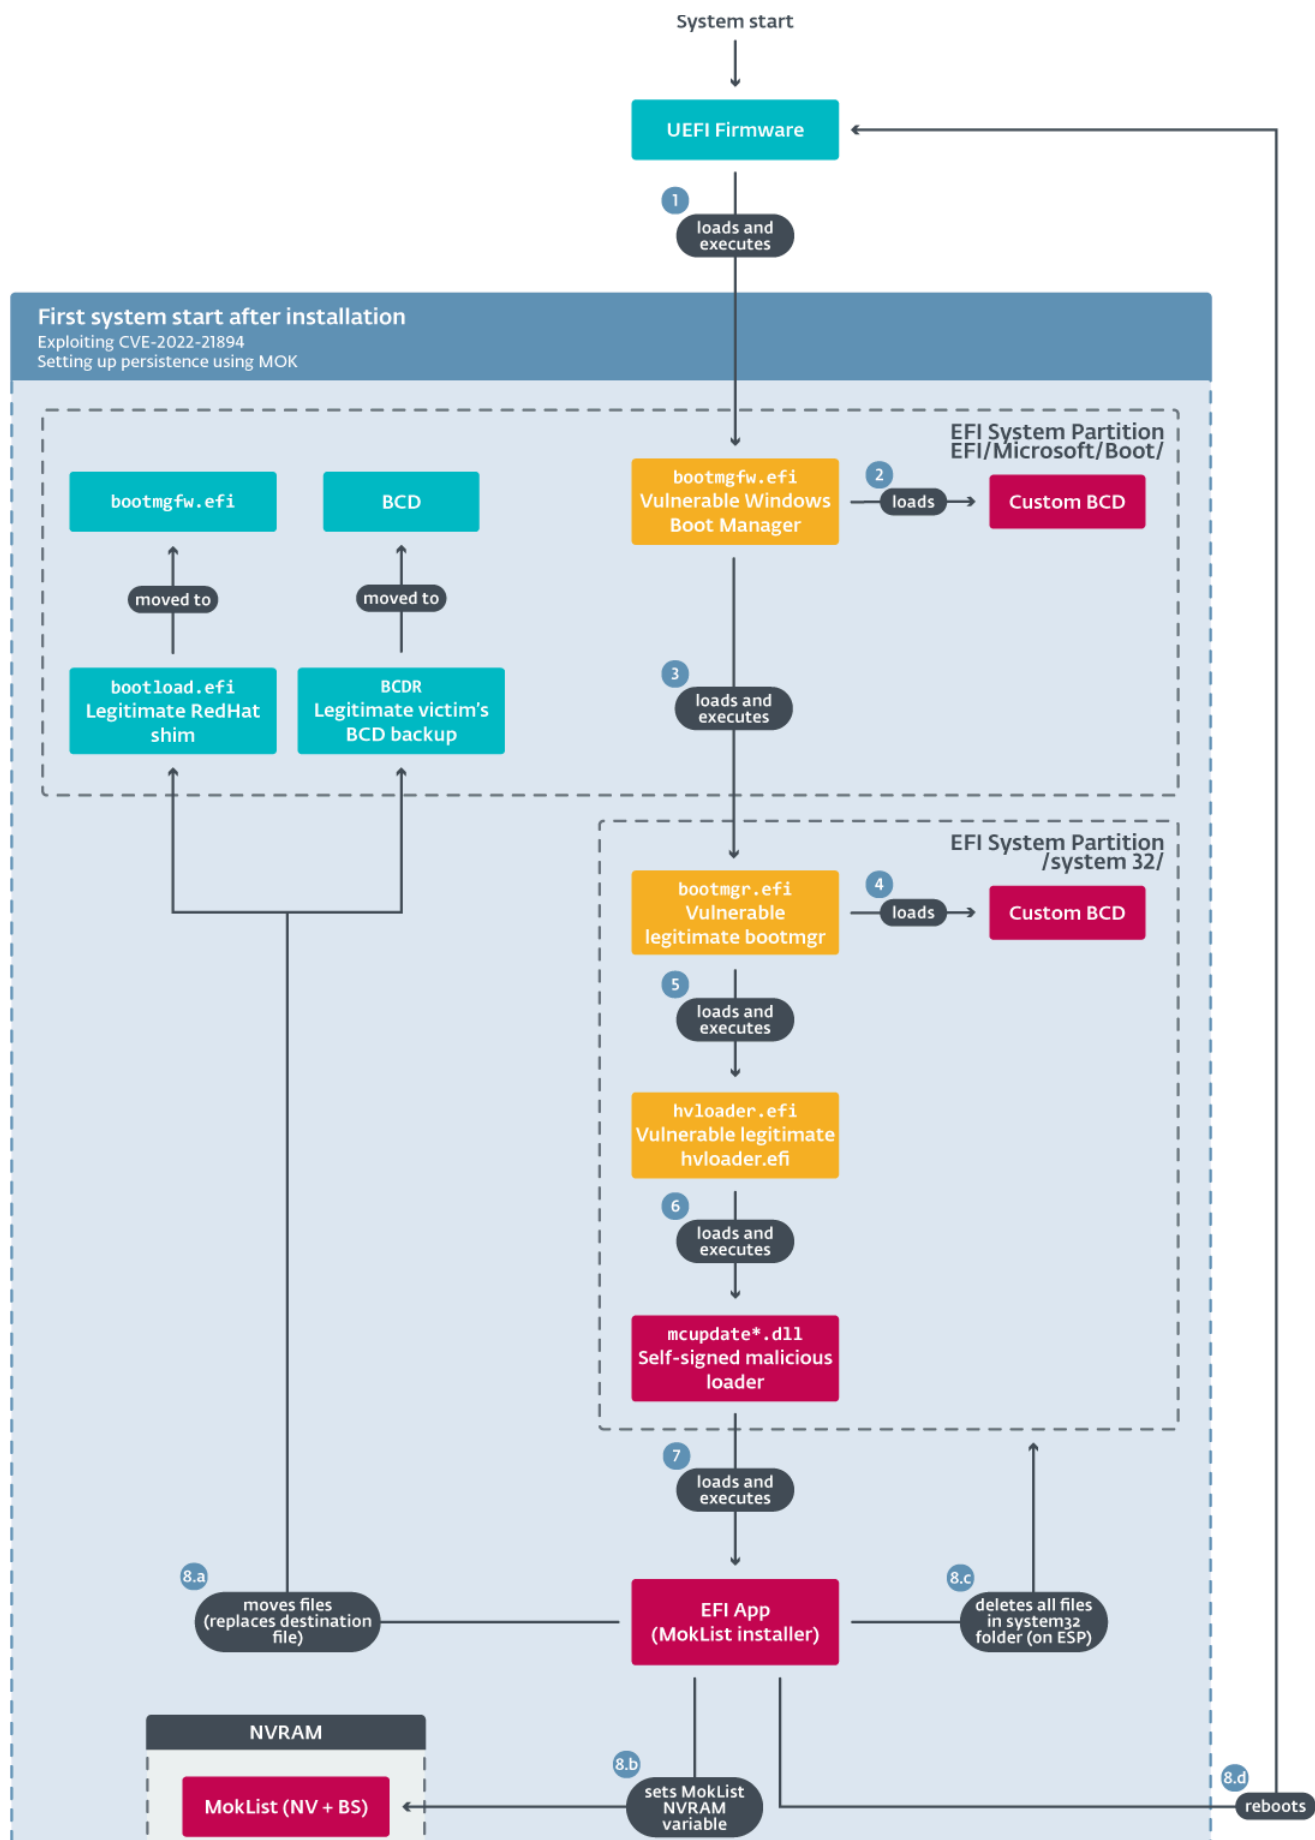 System start
UEFI Firmware
1
loads and
executes
First system start after installation
Exploiting CVE-2022-21894
Setting up persistence using MOK
EFI System Partition
EFI/Microsoft/Boot/
bootmgfw.efi
BCD
bootmgfw.efi
Vulnerable Windows
Boot Manager
2
loads
Custom BCD
moved to
moved to
bootload.efi
Legitimate RedHat
shim
BCDR
Legitimate victim's
BCD backup
3
loads and
executes
EFI System Partition
/system 32/
bootmgr.efi
Vulnerable
legitimate bootmgr
4
loads
Custom BCD
5
loads and
executes
hvloader.efi
Vulnerable legitimate
hvloader.efi
6
loads and
executes
mcupdate*.dll
Self-signed malicious
loader
7
loads and
executes
8.a
moves files
(replaces destination
file)
EFI App
(MokList installer)
8.c
deletes all files
in system32
folder (on ESP)
NVRAM
MokList (NV + BS)
8.b
sets MokList
NVRAM
variable
8.d
reboots